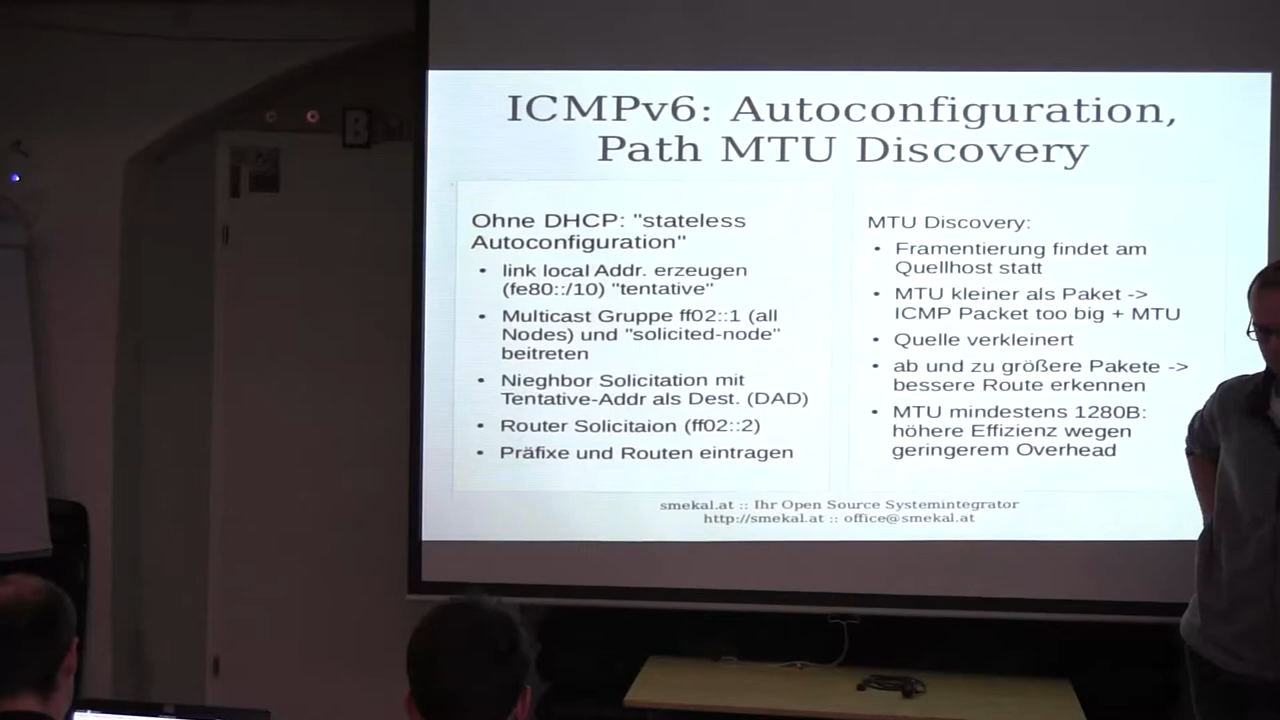 ICMPv6: Autoconfiguration,
Path MTU Discovery
Ohne DHCP: "stateless
Autoconfiguration"
• link local Addr. erzeugen
(fe80::/10) "tentative"
• Multicast Gruppe ff02::1 (all
Nodes) und "solicited-node"
beitreten
• Nieghbor Solicitation mit
Tentative-Addr als Dest. (DAD)
• Router Solicitaion (ff02::2)
• Präfixe und Routen eintragen
MTU Discovery:
• Framentierung findet am
Quellhost statt
• MTU kleiner als Paket ->
ICMP Packet too big + MTU
• Quelle verkleinert
• ab und zu größere Pakete ->
bessere Route erkennen
• MTU mindestens 1280B:
höhere Effizienz wegen
geringerem Overhead
smekal.at :: Ihr Open Source Systemintegrator
http://smekal.at :: office@smekal.at